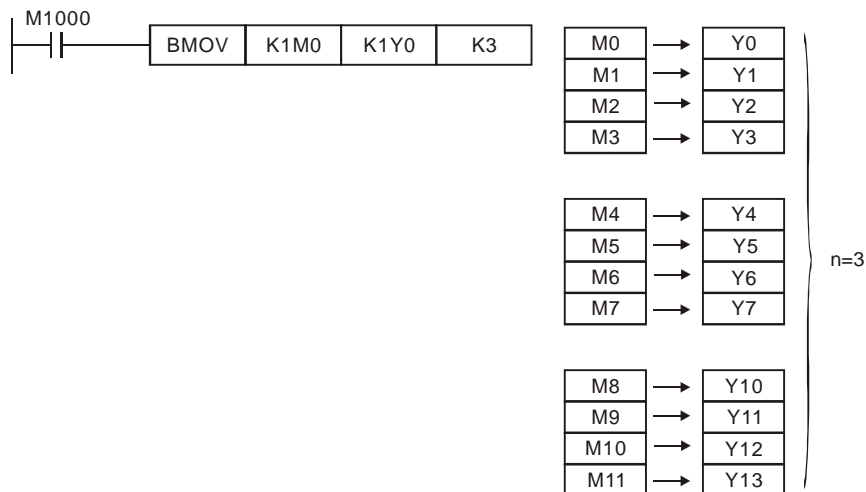 M1000
BMOV K1M0 K1Y0 K3
M0 Y0
M1 Y1
M2 Y2
M3 Y3
M4 Y4
M5 Y5
M6 Y6
M7 Y7
n=3
M8 Y10
M9 Y11
M10 Y12
M11 Y13